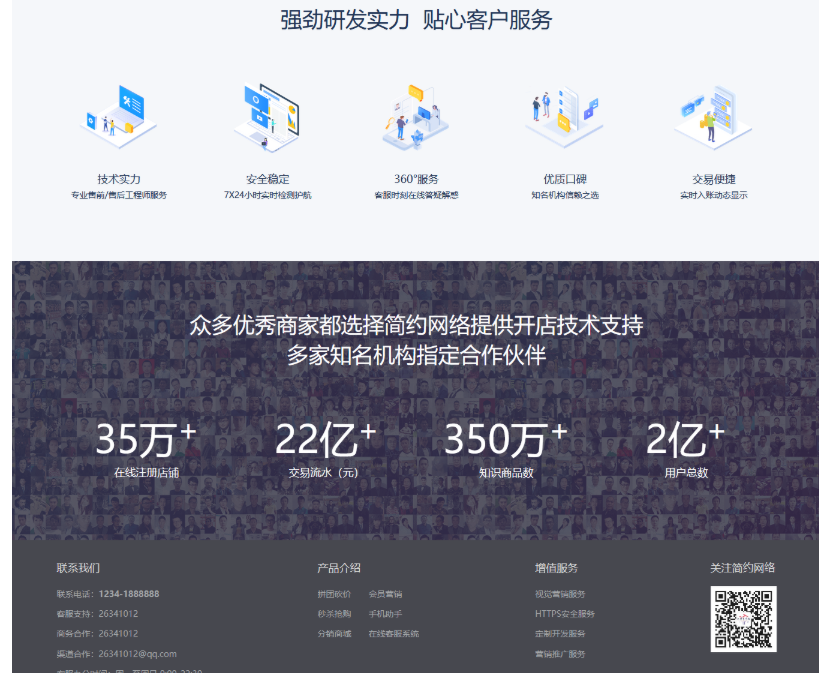 强劲研发实力 贴心客户服务
技术实力
专业售前/售后工程师服务
安全稳定
7X24小时实时检测护航
360°服务
客服时刻在线答疑解惑
优质口碑
知名机构信赖之选
交易便捷
实时入账动态显示
众多优秀商家都选择简约网络提供开店技术支持
多家知名机构指定合作伙伴
35万+
在线注册店铺
22亿+
交易流水（元）
350万+
知识商品数
2亿+
用户总数
联系我们
联系电话：1234-1888888
客服支持：26341012
商务合作：26341012
渠道合作：26341012@qq.com
产品介绍
拼团砍价 会员营销
秒杀抢购 手机助手
分销商城 在线客服系统
增值服务
视觉营销服务
HTTPS安全服务
定制开发服务
营销推广服务
关注简约网络